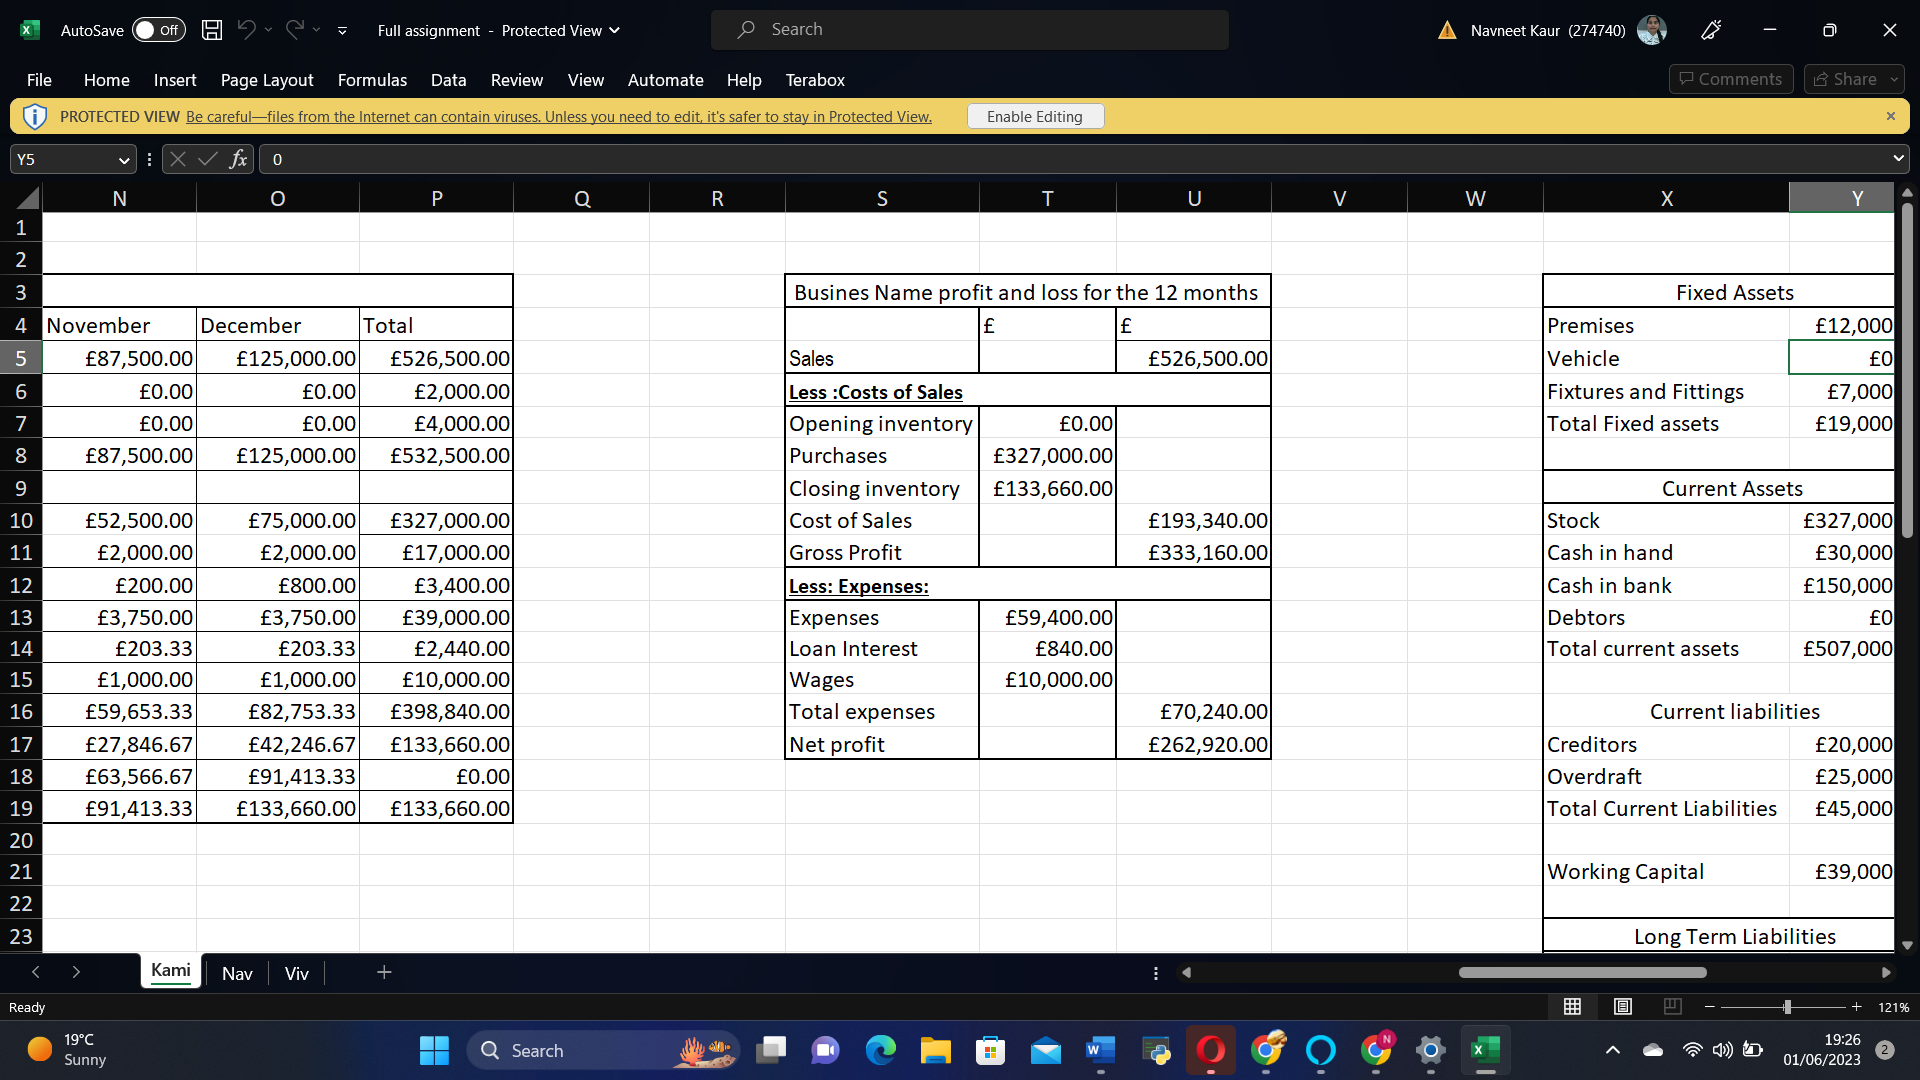 AutoSave Off Full assignment - Protected View Search Navneet Kaur (274740)
File Home Insert Page Layout Formulas Data Review View Automate Help Terabox Comments Share
PROTECTED VIEW Be careful—files from the Internet can contain viruses. Unless you need to edit, it's safer to stay in Protected View. Enable Editing
Y5 fx 0
N O P Q R S T U V W X Y
1
2
3 Busines Name profit and loss for the 12 months Fixed Assets
4 November December Total £ £ Premises £12,000
5 £87,500.00 £125,000.00 £526,500.00 Sales £526,500.00 Vehicle £0
6 £0.00 £0.00 £2,000.00 Less :Costs of Sales Fixtures and Fittings £7,000
7 £0.00 £0.00 £4,000.00 Opening inventory £0.00 Total Fixed assets £19,000
8 £87,500.00 £125,000.00 £532,500.00 Purchases £327,000.00
9 Closing inventory £133,660.00 Current Assets
10 £52,500.00 £75,000.00 £327,000.00 Cost of Sales £193,340.00 Stock £327,000
11 £2,000.00 £2,000.00 £17,000.00 Gross Profit £333,160.00 Cash in hand £30,000
12 £200.00 £800.00 £3,400.00 Less: Expenses: Cash in bank £150,000
13 £3,750.00 £3,750.00 £39,000.00 Expenses £59,400.00 Debtors £0
14 £203.33 £203.33 £2,440.00 Loan Interest £840.00 Total current assets £507,000
15 £1,000.00 £1,000.00 £10,000.00 Wages £10,000.00
16 £59,653.33 £82,753.33 £398,840.00 Total expenses £70,240.00 Current liabilities
17 £27,846.67 £42,246.67 £133,660.00 Net profit £262,920.00 Creditors £20,000
18 £63,566.67 £91,413.33 £0.00 Overdraft £25,000
19 £91,413.33 £133,660.00 £133,660.00 Total Current Liabilities £45,000
20
21 Working Capital £39,000
22
23 Long Term Liabilities
Kami Nav Viv
Ready 121%
19°C Sunny Search 19:26
01/06/2023 2